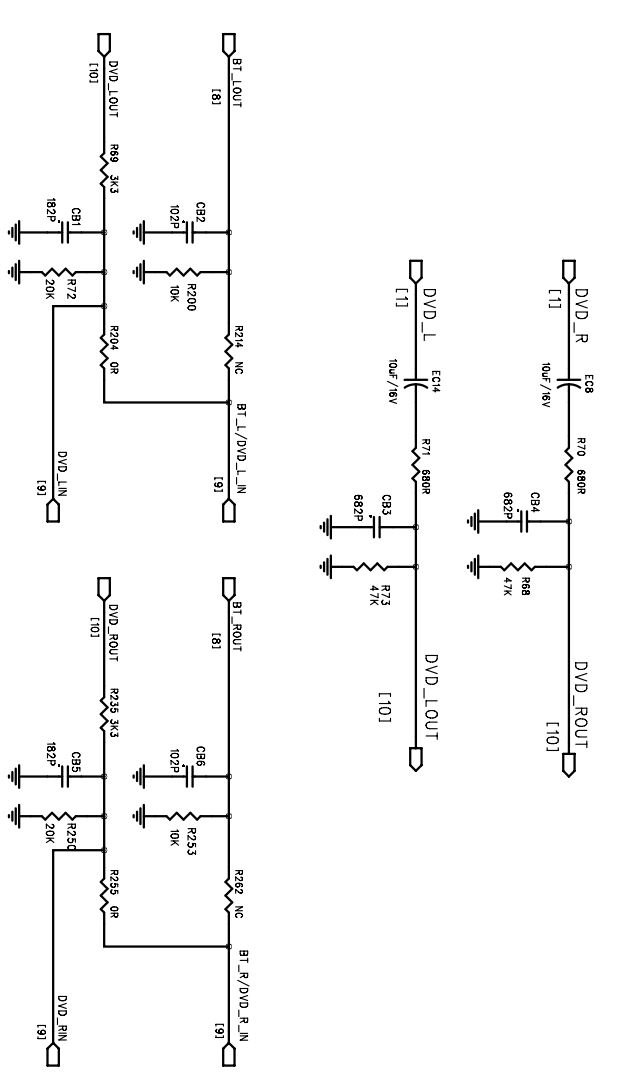 DVD_R
[1]
EC8
10uF/16V
R70
680R
CB4
682P
R68
47K
DVD_ROUT
[10]
DVD_L
[1]
EC14
10uF/16V
R71
680R
CB3
682P
R73
47K
DVD_LOUT
[10]
BT_LOUT
[8]
CB2
102P
R200
10K
R214
NC
BT_L/DVD_L_IN
[9]
DVD_LOUT
[10]
R69
3K3
CB1
182P
R72
20K
R204
0R
DVD_LIN
[9]
BT_ROUT
[8]
CB6
102P
R253
10K
R262
NC
BT_R/DVD_R_IN
[9]
DVD_ROUT
[10]
R235
3K3
CB5
182P
R250
20K
R255
0R
DVD_RIN
[9]